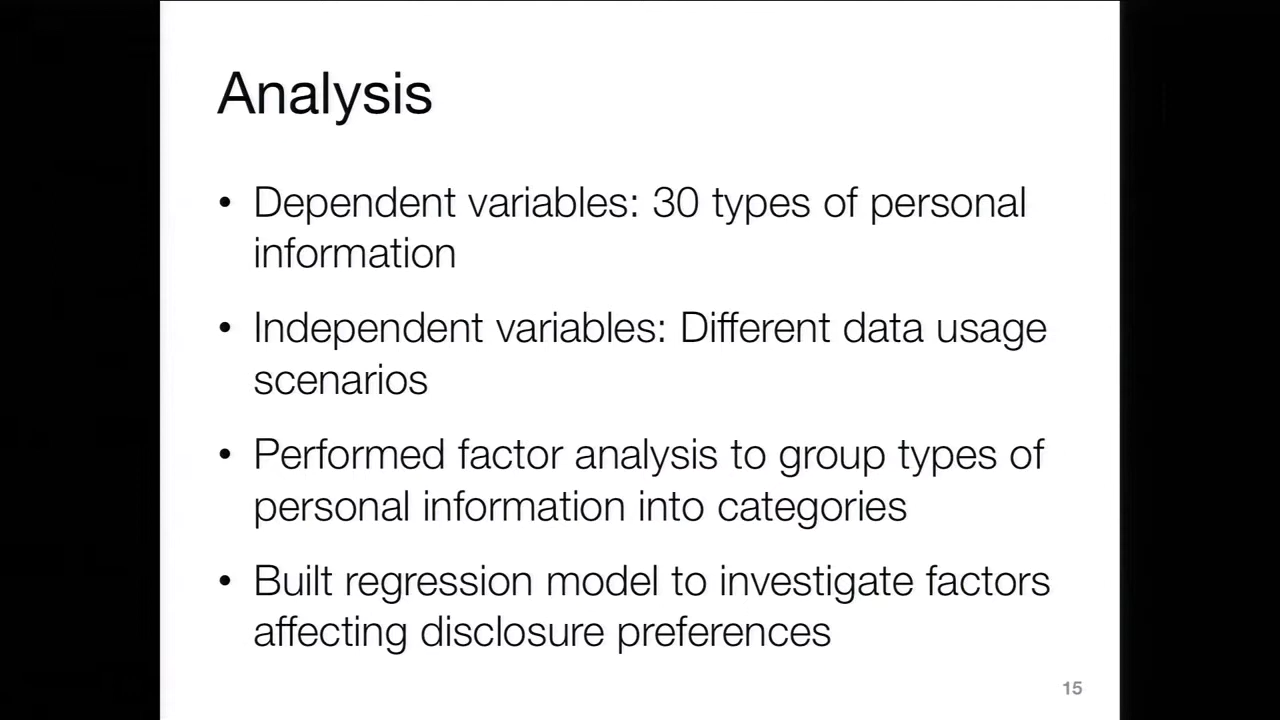 Analysis
• Dependent variables: 30 types of personal
information
• Independent variables: Different data usage
scenarios
• Performed factor analysis to group types of
personal information into categories
• Built regression model to investigate factors
affecting disclosure preferences
15